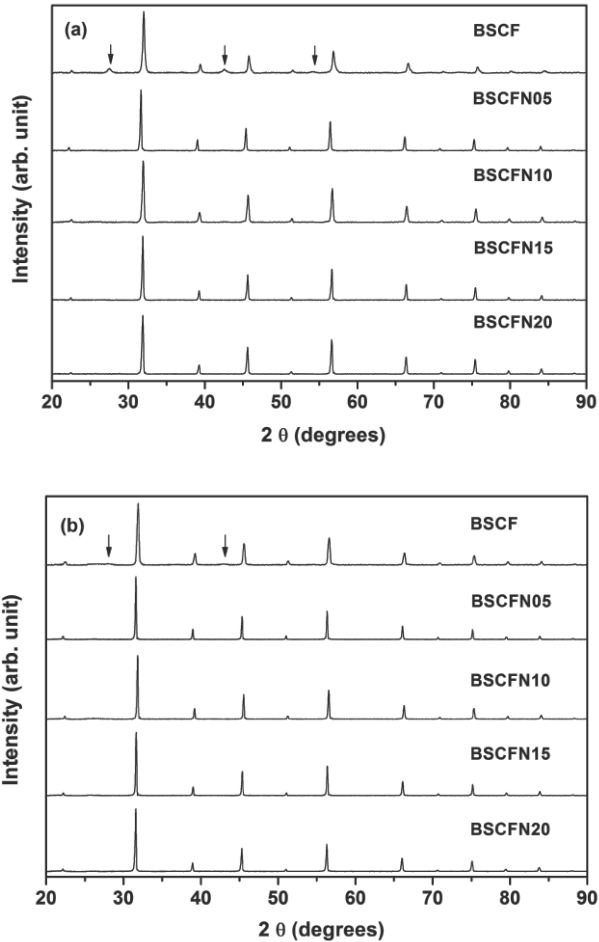 (a)
BSCF
BSCFN05
BSCFN10
BSCFN15
BSCFN20
Intensity (arb. unit)
20 30 40 50 60 70 80 90
2 θ (degrees)
(b)
BSCF
BSCFN05
BSCFN10
BSCFN15
BSCFN20
Intensity (arb. unit)
20 30 40 50 60 70 80 90
2 θ (degrees)